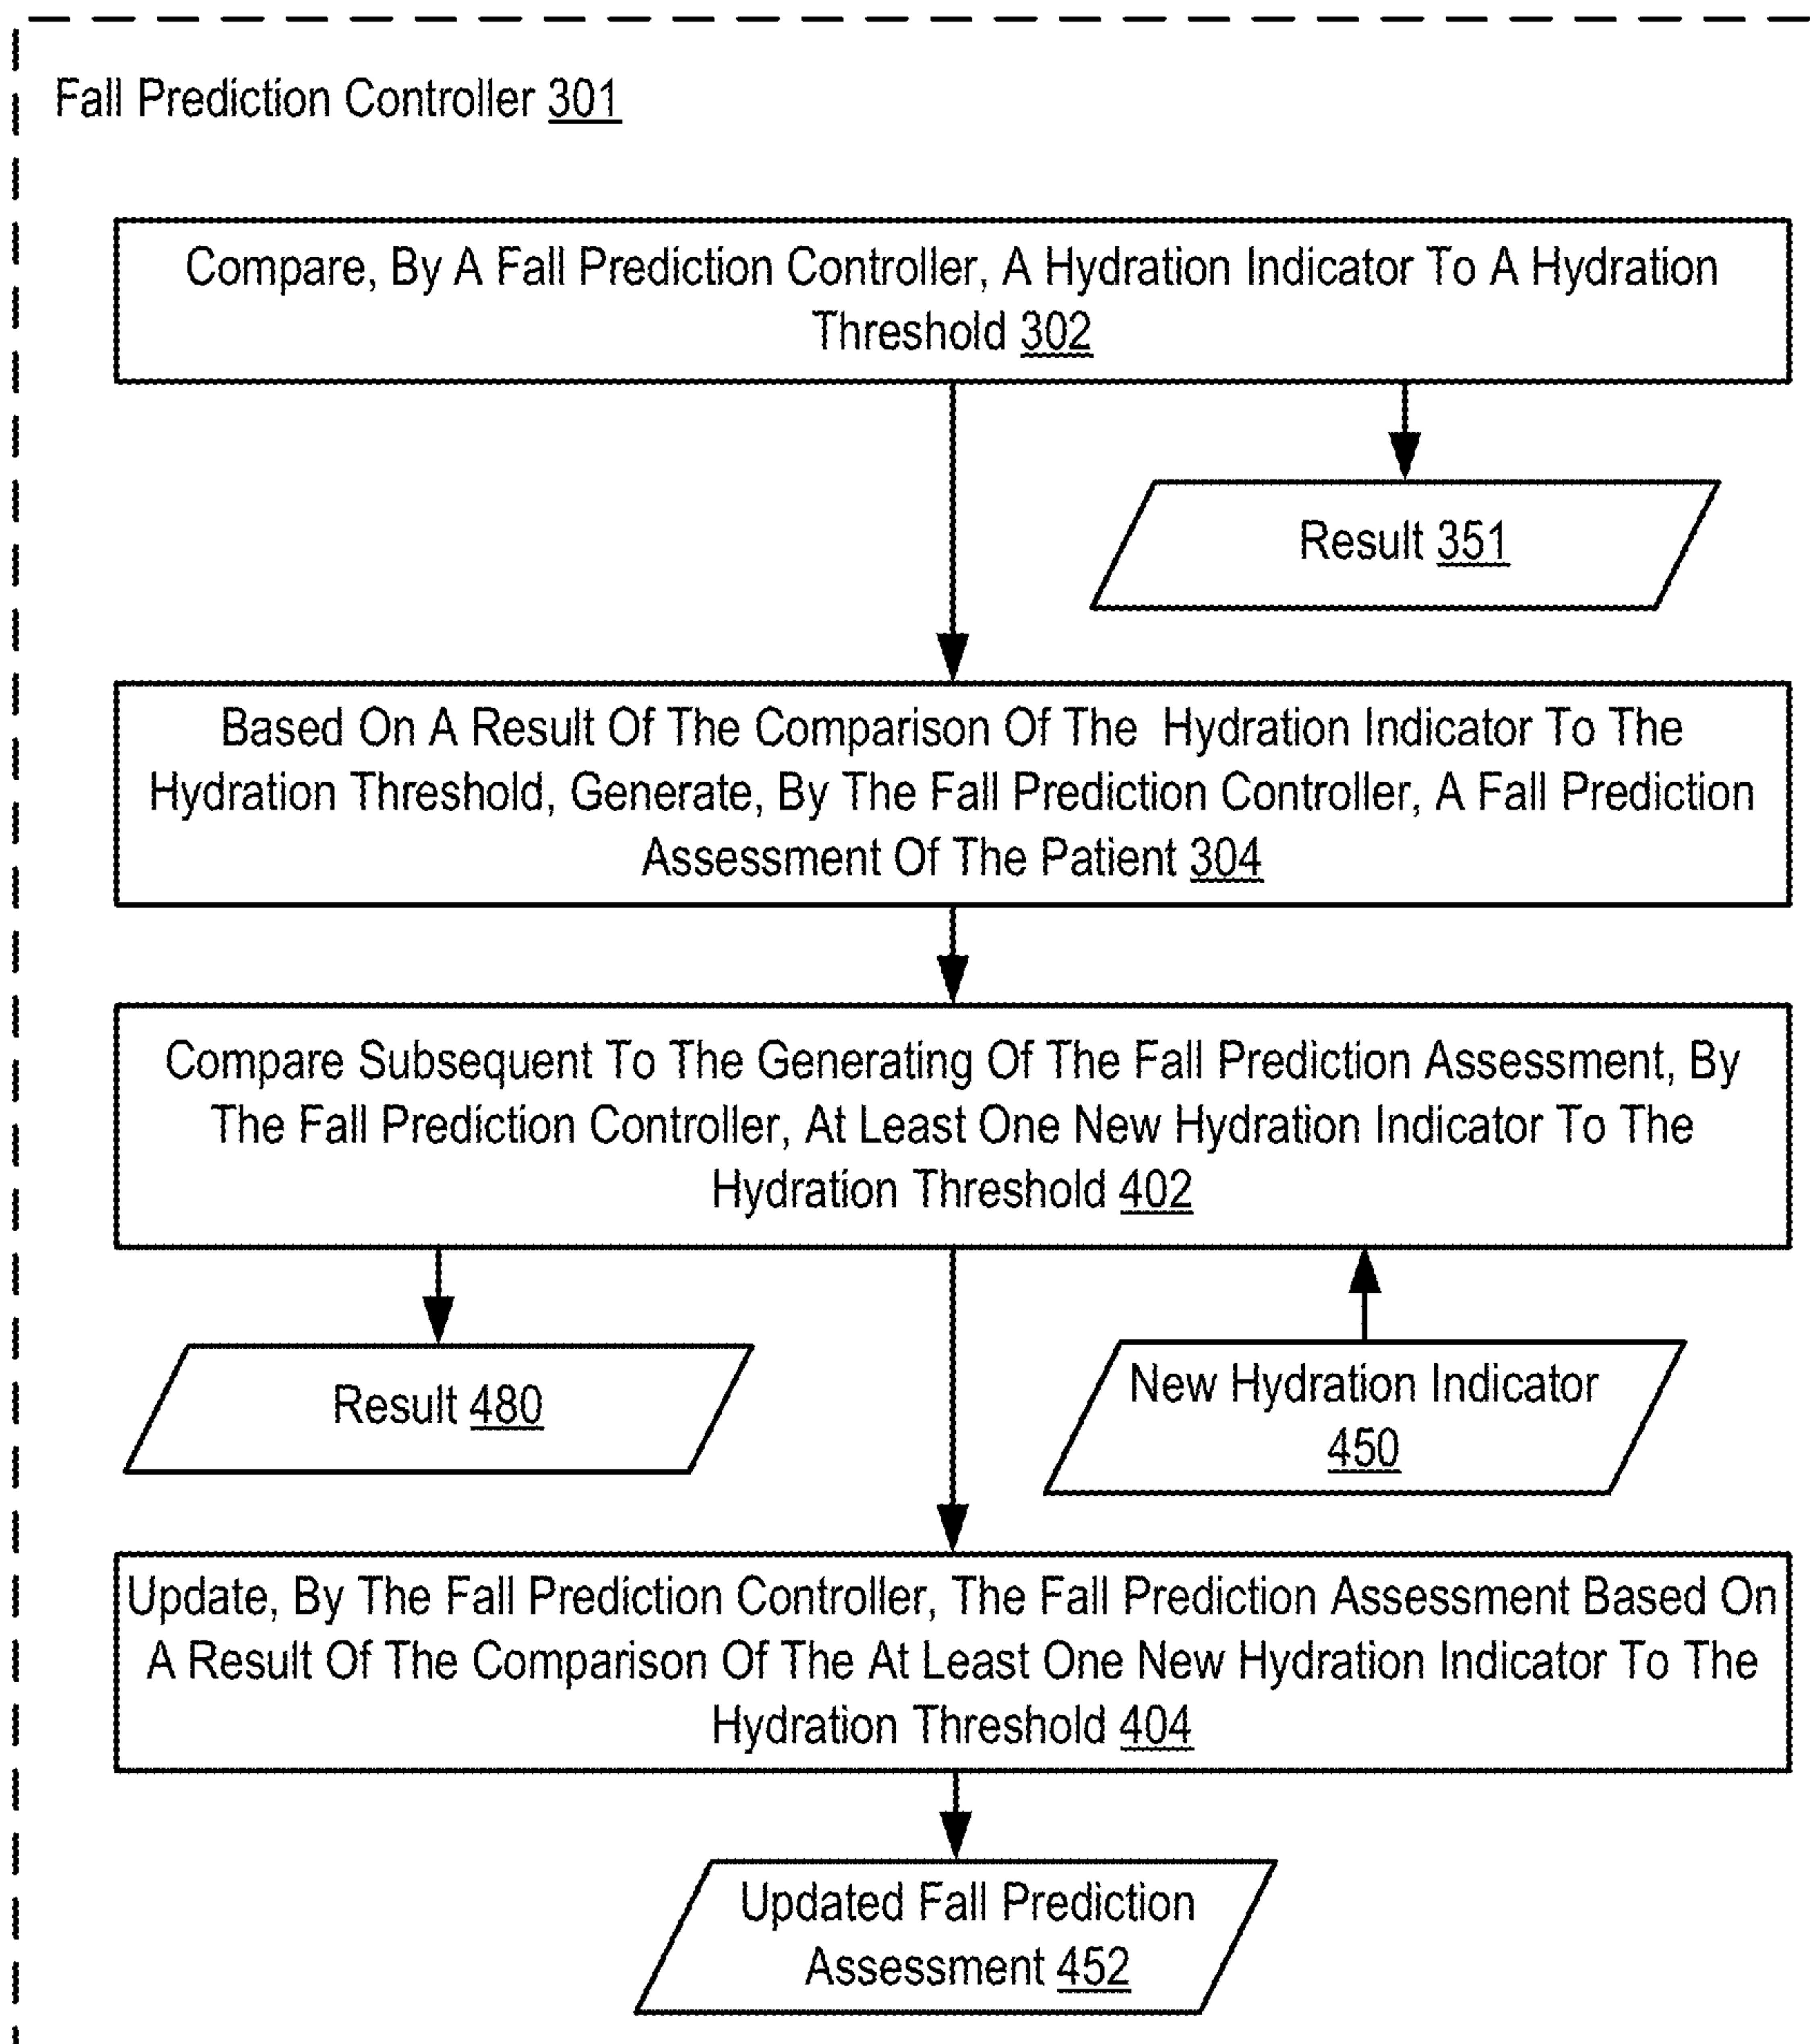 Fall Prediction Controller 301
Compare, By A Fall Prediction Controller, A Hydration Indicator To A Hydration
Threshold 302
Result 351
Based On A Result Of The Comparison Of The Hydration Indicator To The
Hydration Threshold, Generate, By The Fall Prediction Controller, A Fall Prediction
Assessment Of The Patient 304
Compare Subsequent To The Generating Of The Fall Prediction Assessment, By
The Fall Prediction Controller, At Least One New Hydration Indicator To The
Hydration Threshold 402
Result 480
New Hydration Indicator
450
Update, By The Fall Prediction Controller, The Fall Prediction Assessment Based On
A Result Of The Comparison Of The At Least One New Hydration Indicator To The
Hydration Threshold 404
Updated Fall Prediction
Assessment 452